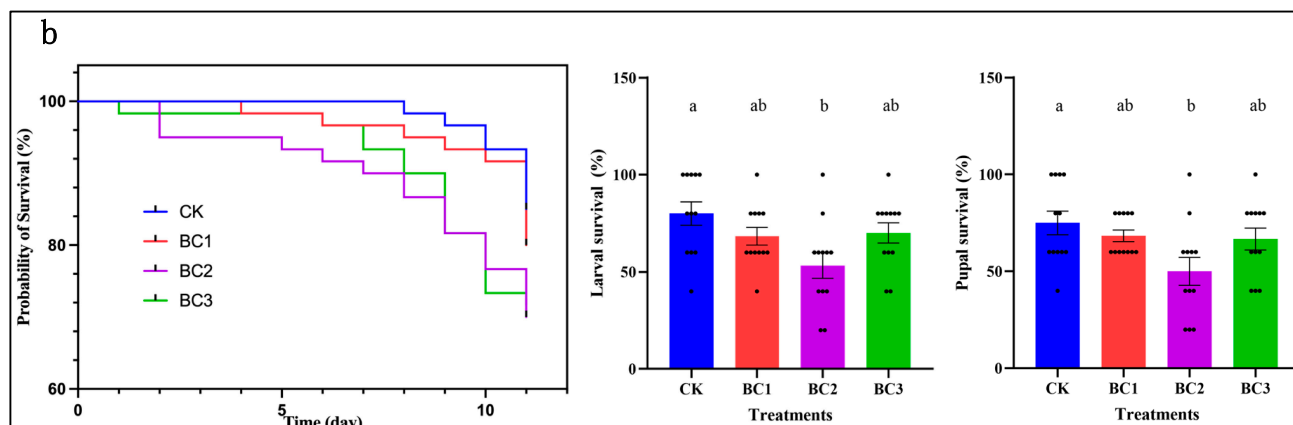 b
Probability of Survival (%)
100
80
60
0
5
10
Time (day)
CK
BC1
BC2
BC3
Larval survival (%)
150
100
50
0
a
ab
b
ab
CK
BC1
BC2
BC3
Treatments
Pupal survival (%)
150
100
50
0
a
ab
b
ab
CK
BC1
BC2
BC3
Treatments